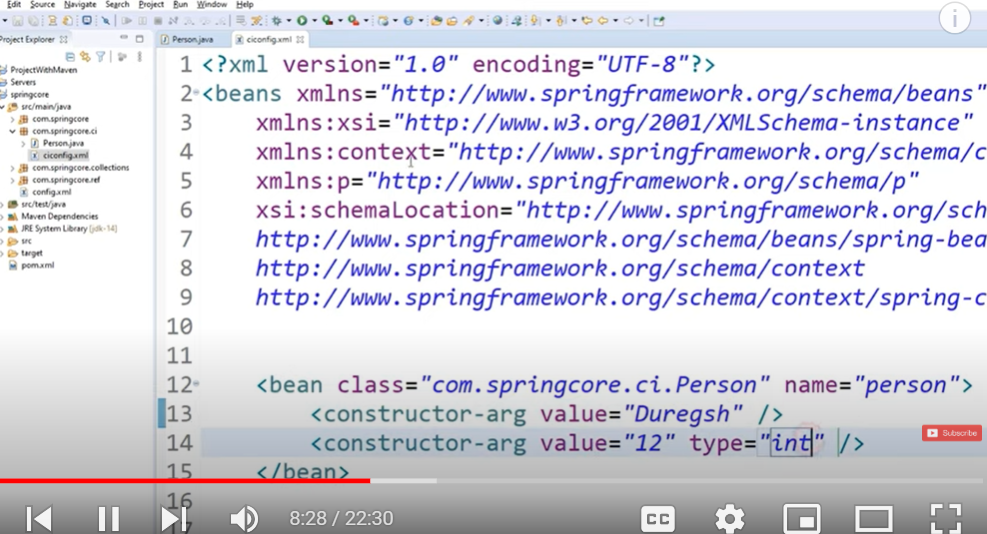 Edit Source Navigate Search Project Run Window Help
Project Explorer
Person.java ciconfig.xml
ProjectWithMaven
Servers
springcore
src/main/java
com.springcore
com.springcore.ci
Person.java
ciconfig.xml
com.springcore.collections
com.springcore.ref
config.xml
src/test/java
Maven Dependencies
JRE System Library [jdk-14]
src
target
pom.xml
1 <?xml version="1.0" encoding="UTF-8"?>
2 <beans xmlns="http://www.springframework.org/schema/beans"
3 xmlns:xsi="http://www.w3.org/2001/XMLSchema-instance"
4 xmlns:context="http://www.springframework.org/schema/c
5 xmlns:p="http://www.springframework.org/schema/p"
6 xsi:schemaLocation="http://www.springframework.org/sch
7 http://www.springframework.org/schema/beans/spring-bea
8 http://www.springframework.org/schema/context
9 http://www.springframework.org/schema/context/spring-c
10
11
12 <bean class="com.springcore.ci.Person" name="person">
13 <constructor-arg value="Duregsh" />
14 <constructor-arg value="12" type="int" />
15 </bean>
16
17
Subscribe
8:28 / 22:30
CC